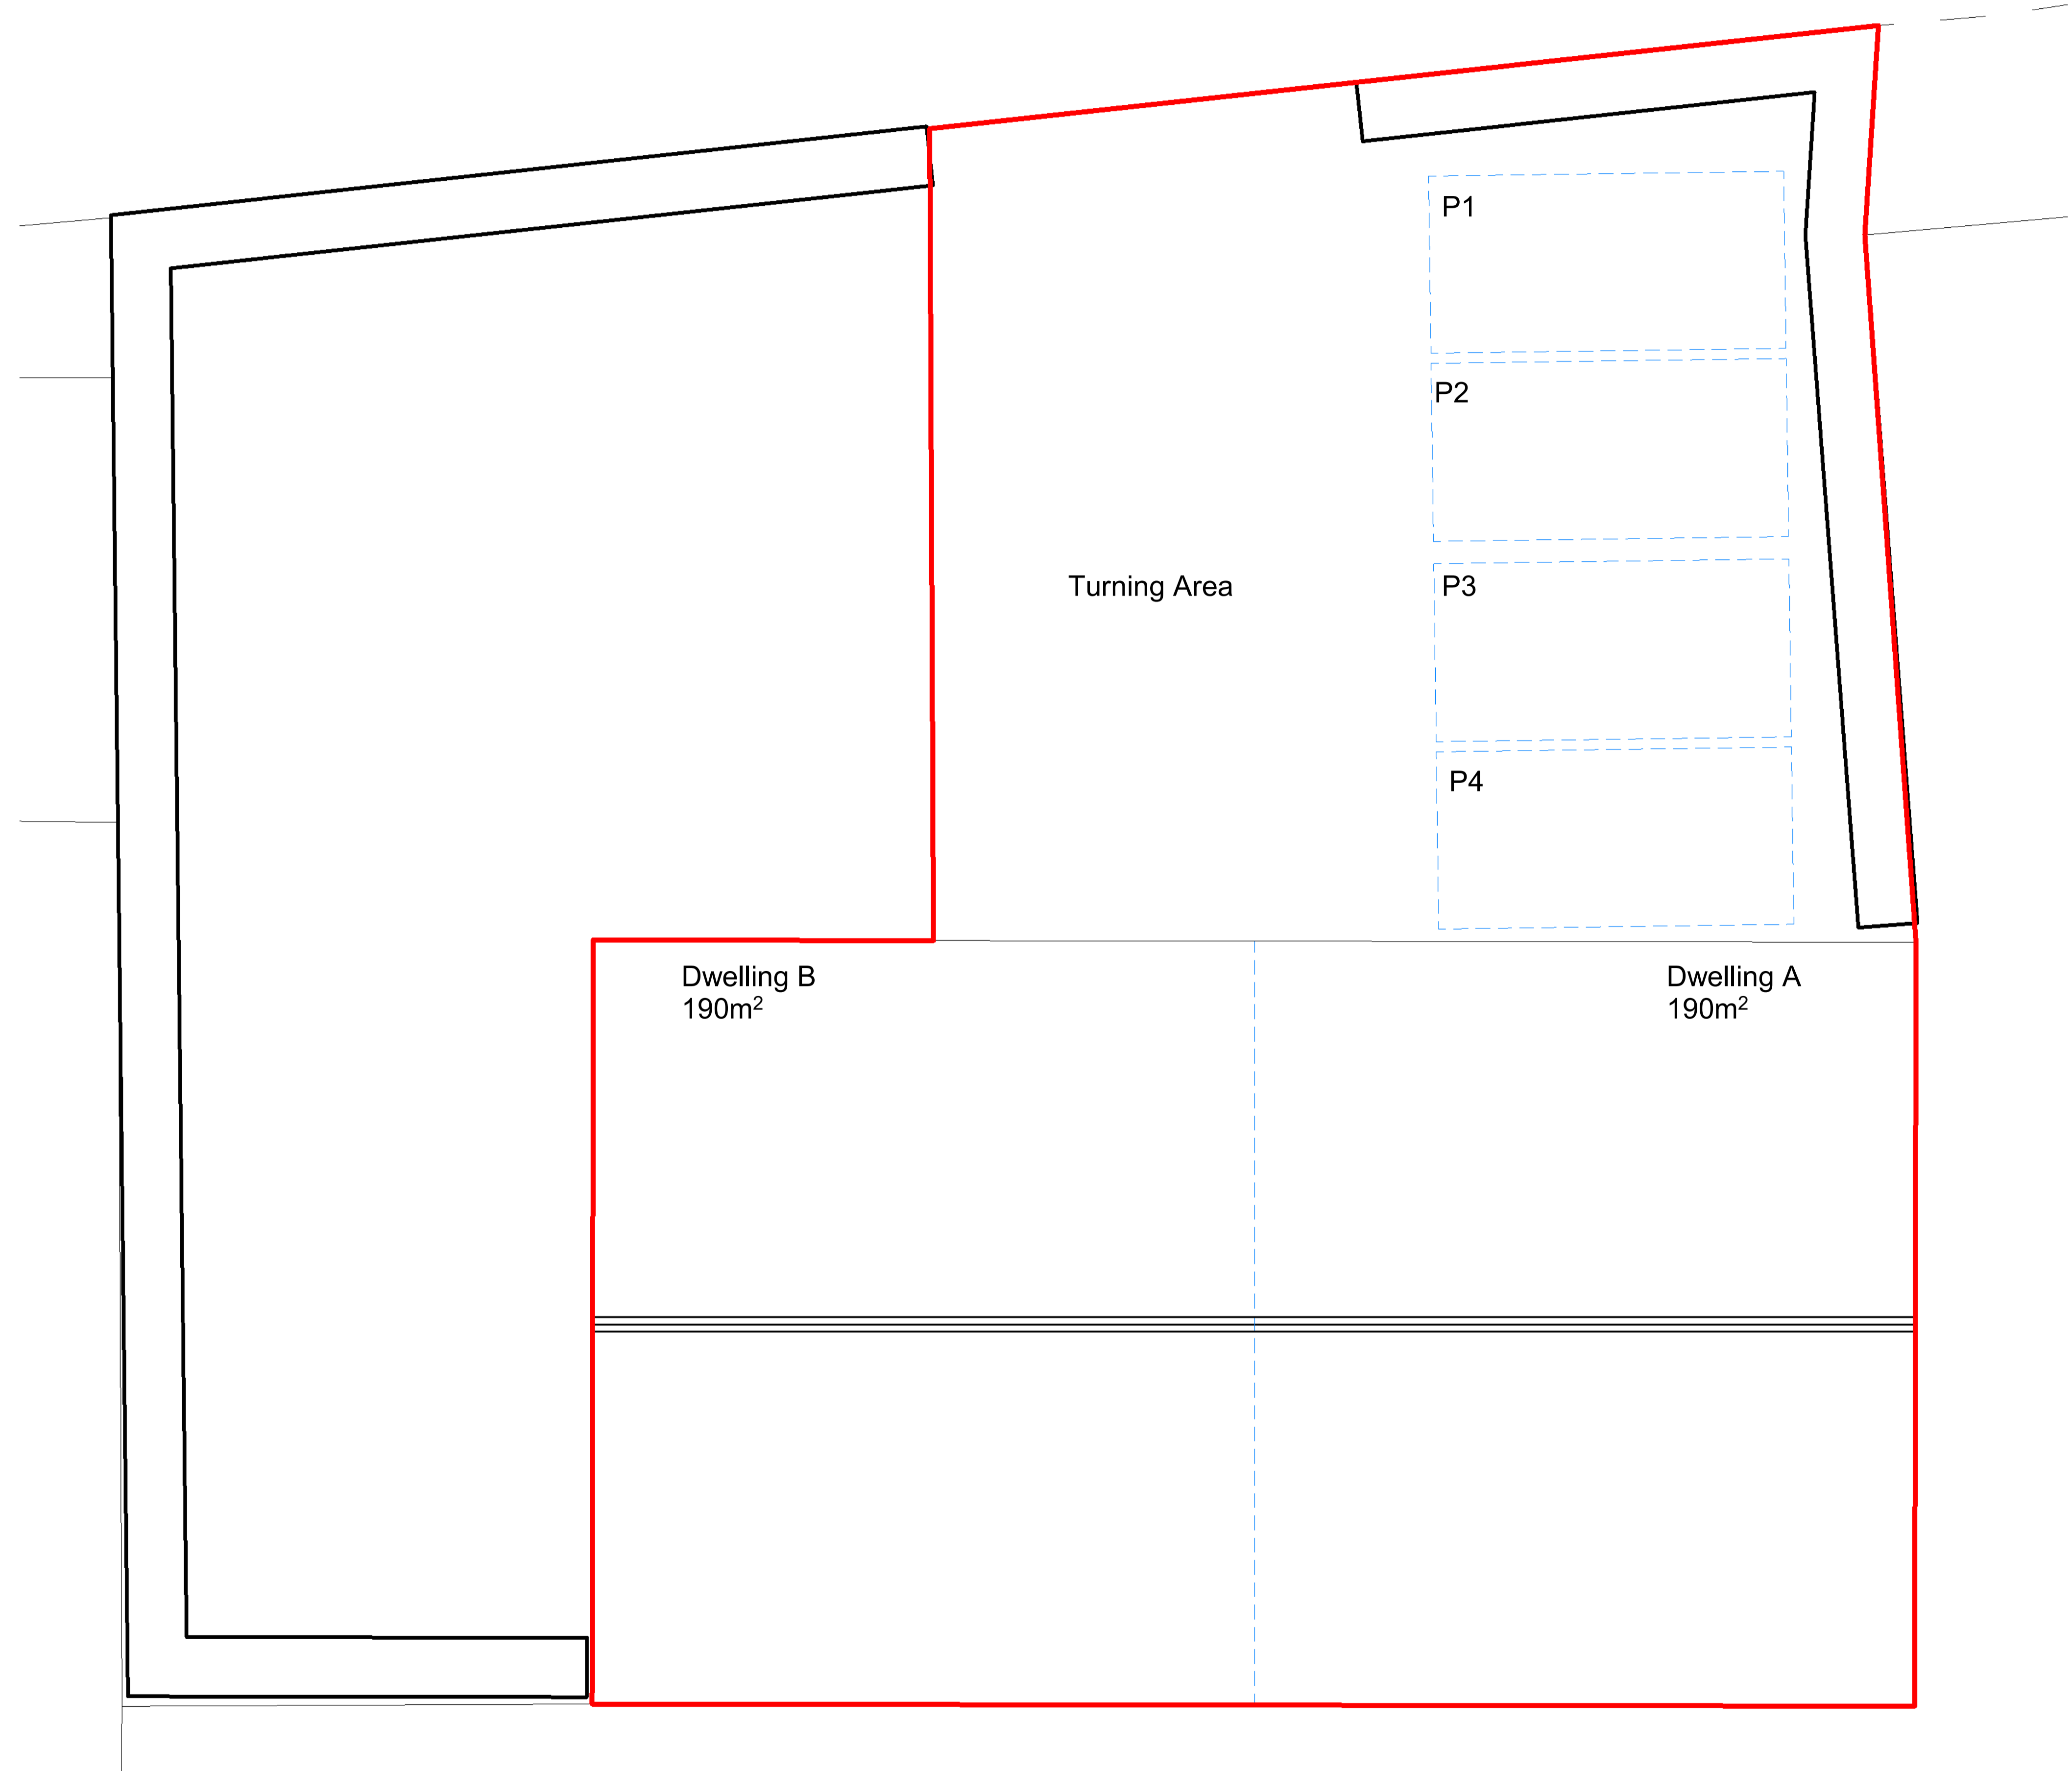 P1
P2
Turning Area
P3
P4
Dwelling B
190m²
Dwelling A
190m²